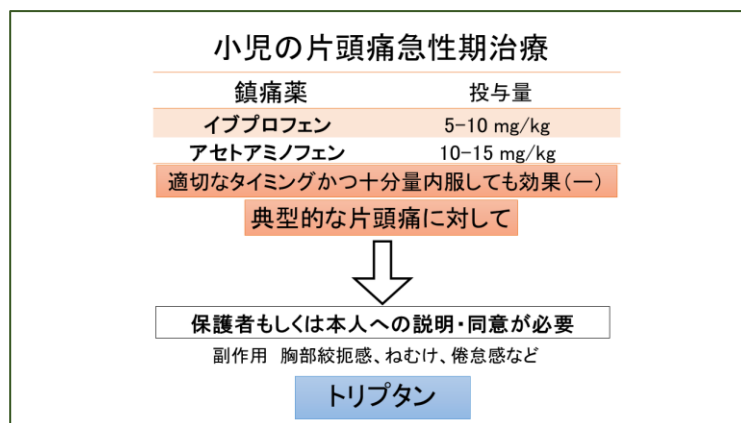 小児の片頭痛急性期治療
鎮痛薬 投与量
イブプロフェン 5-10 mg/kg
アセトアミノフェン 10-15 mg/kg
適切なタイミングかつ十分量内服しても効果(ー)
典型的な片頭痛に対して
保護者もしくは本人への説明・同意が必要
副作用 胸部絞扼感、ねむけ、倦怠感など
トリプタン